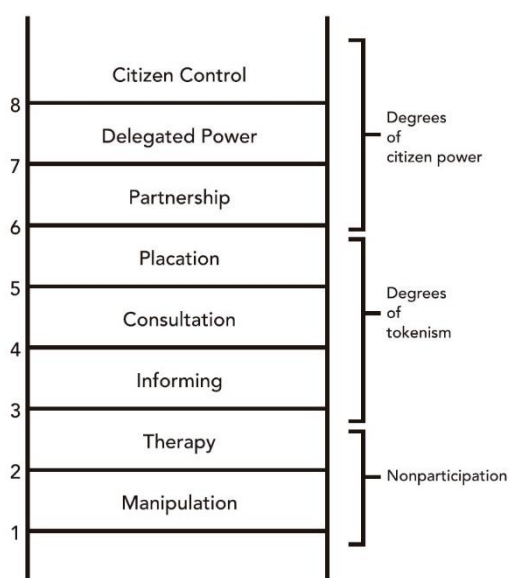 Citizen Control
8
Delegated Power
7
Partnership
6
Placation
5
Consultation
4
Informing
3
Therapy
2
Manipulation
1
Degrees
of
citizen power
Degrees
of
tokenism
Nonparticipation